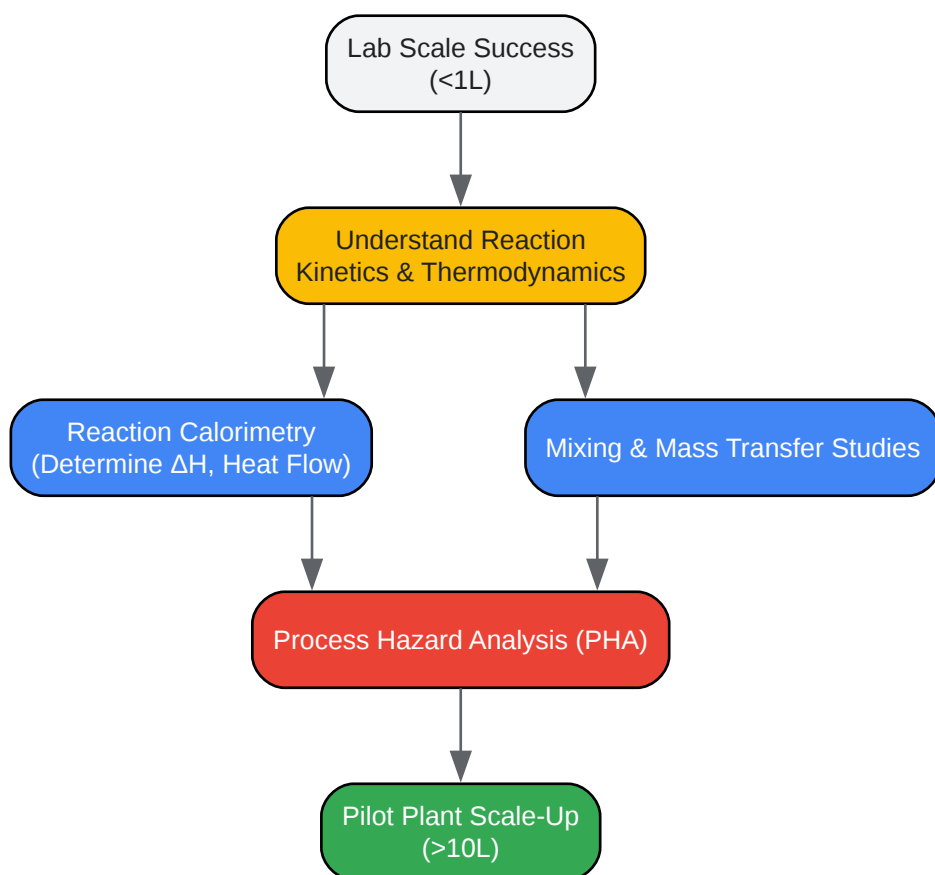 Lab Scale Success
(<1L)
Understand Reaction
Kinetics & Thermodynamics
Reaction Calorimetry
(Determine ΔH, Heat Flow)
Mixing & Mass Transfer Studies
Process Hazard Analysis (PHA)
Pilot Plant Scale-Up
(>10L)